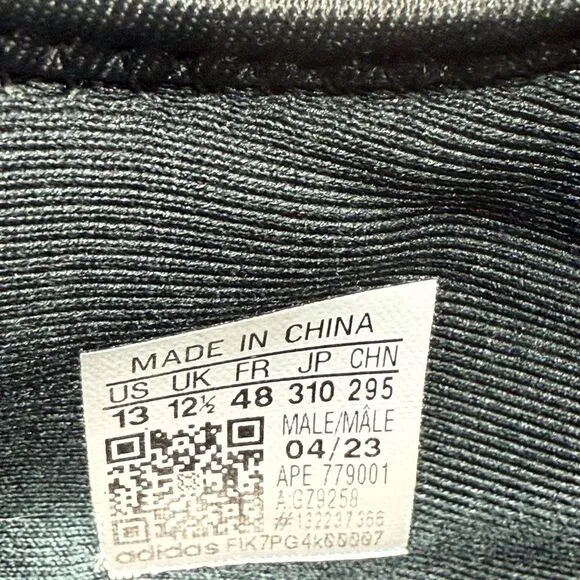 MADE IN CHINA
US UK FR JP CHN
13 12½ 48 310 295
MALE/MÂLE
04/23
APE 779001
A:GZ9258
#132237366
adidas F1K7PG4k00007